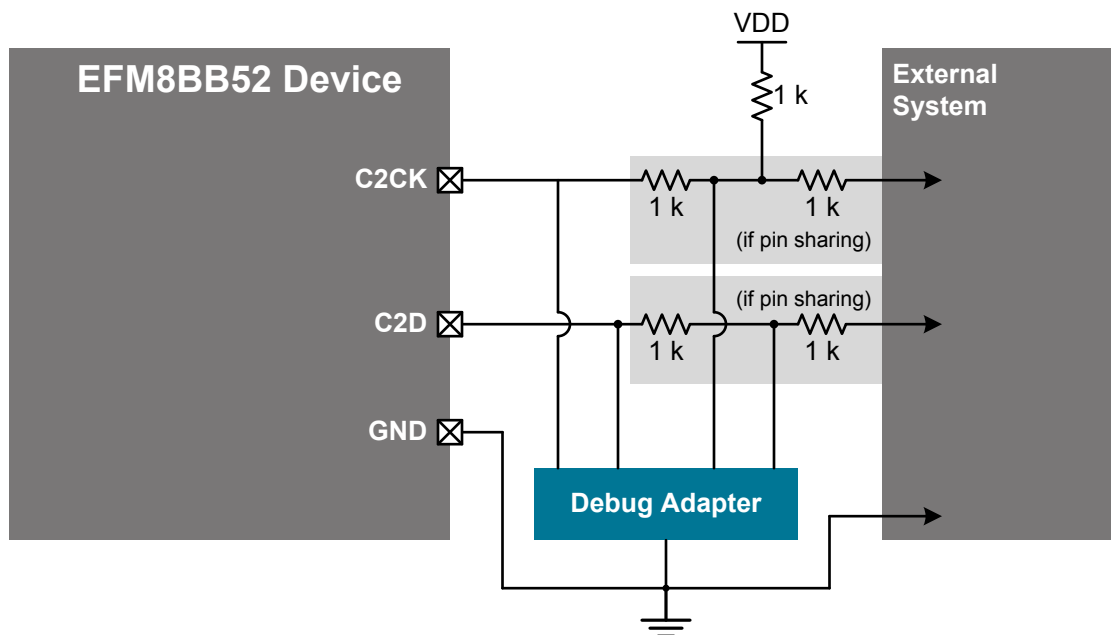 VDD
EFM8BB52 Device
External
System
1 k
C2CK
1 k
1 k
(if pin sharing)
(if pin sharing)
C2D
1 k
1 k
GND
Debug Adapter